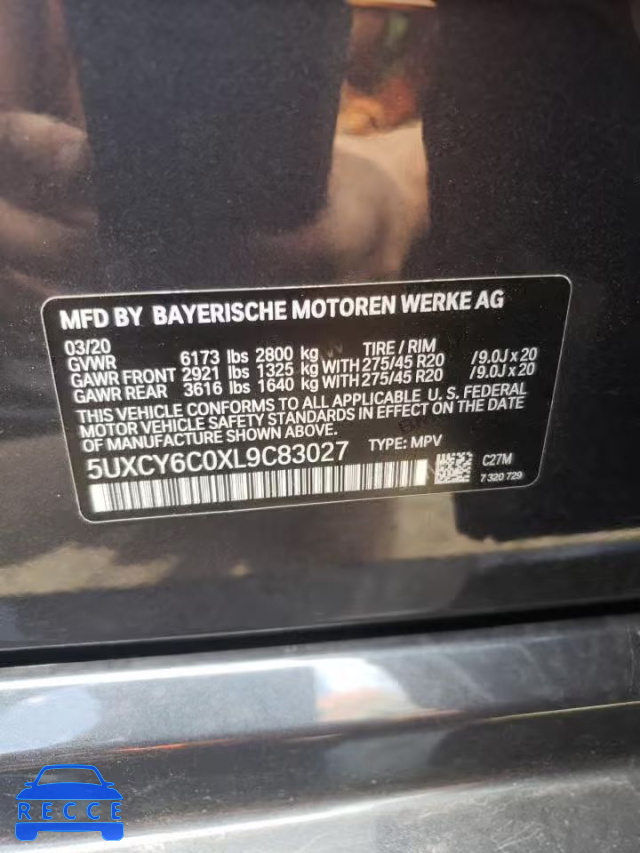 MFD BY BAYERISCHE MOTOREN WERKE AG
03/20 TIRE / RIM
GVWR 6173 lbs 2800 kg
GAWR FRONT 2921 lbs 1325 kg WITH 275/45 R20 /9.0J x 20
GAWR REAR 3616 lbs 1640 kg WITH 275/45 R20 /9.0J x 20
THIS VEHICLE CONFORMS TO ALL APPLICABLE U.S. FEDERAL
MOTOR VEHICLE SAFETY STANDARDS IN EFFECT ON THE DATE
OF MANUFACTURE SHOWN ABOVE.
5UXCY6C0XL9C83027 TYPE: MPV
C27M
7 320 729
RECCE